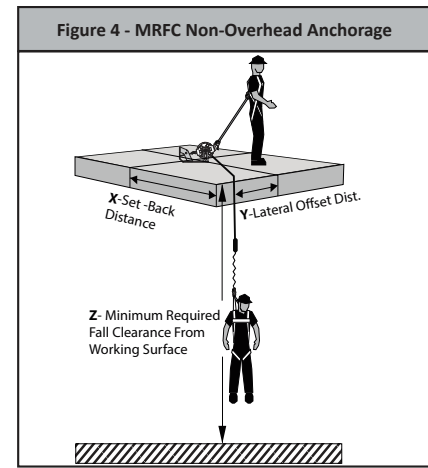 Figure 4 - MRFC Non-Overhead Anchorage
X-Set -Back
Distance
Y-Lateral Offset Dist.
Z- Minimum Required
Fall Clearance From
Working Surface